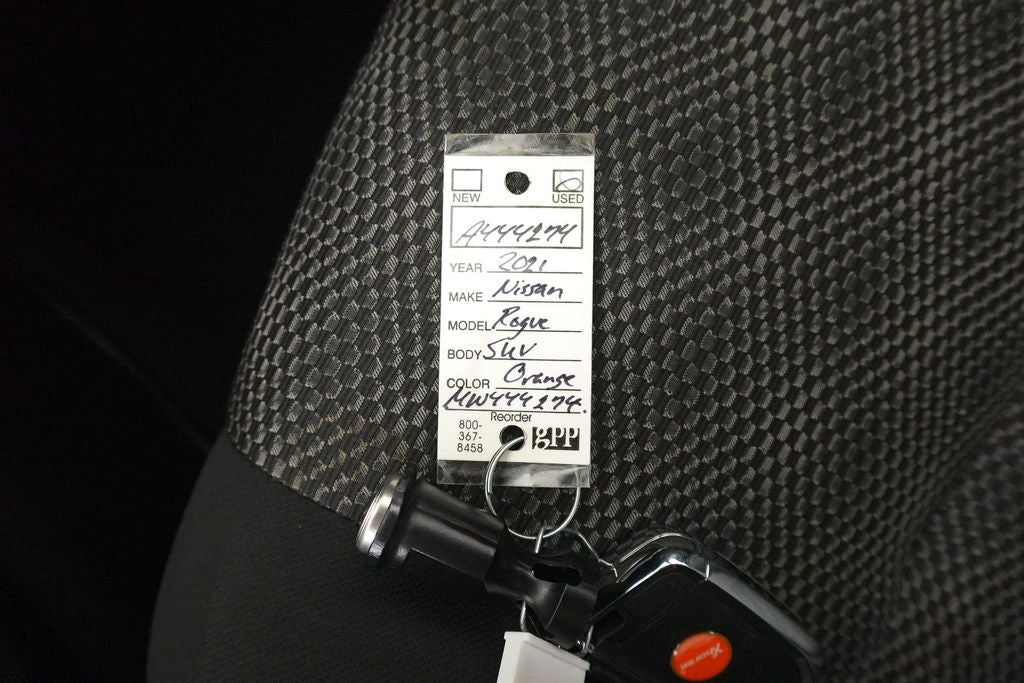 NEW USED
A444274
YEAR 2021
MAKE Nissan
MODEL Rogue
BODY SUV
COLOR Orange
MW444274.
Reorder
800-
367-
8458
gpp